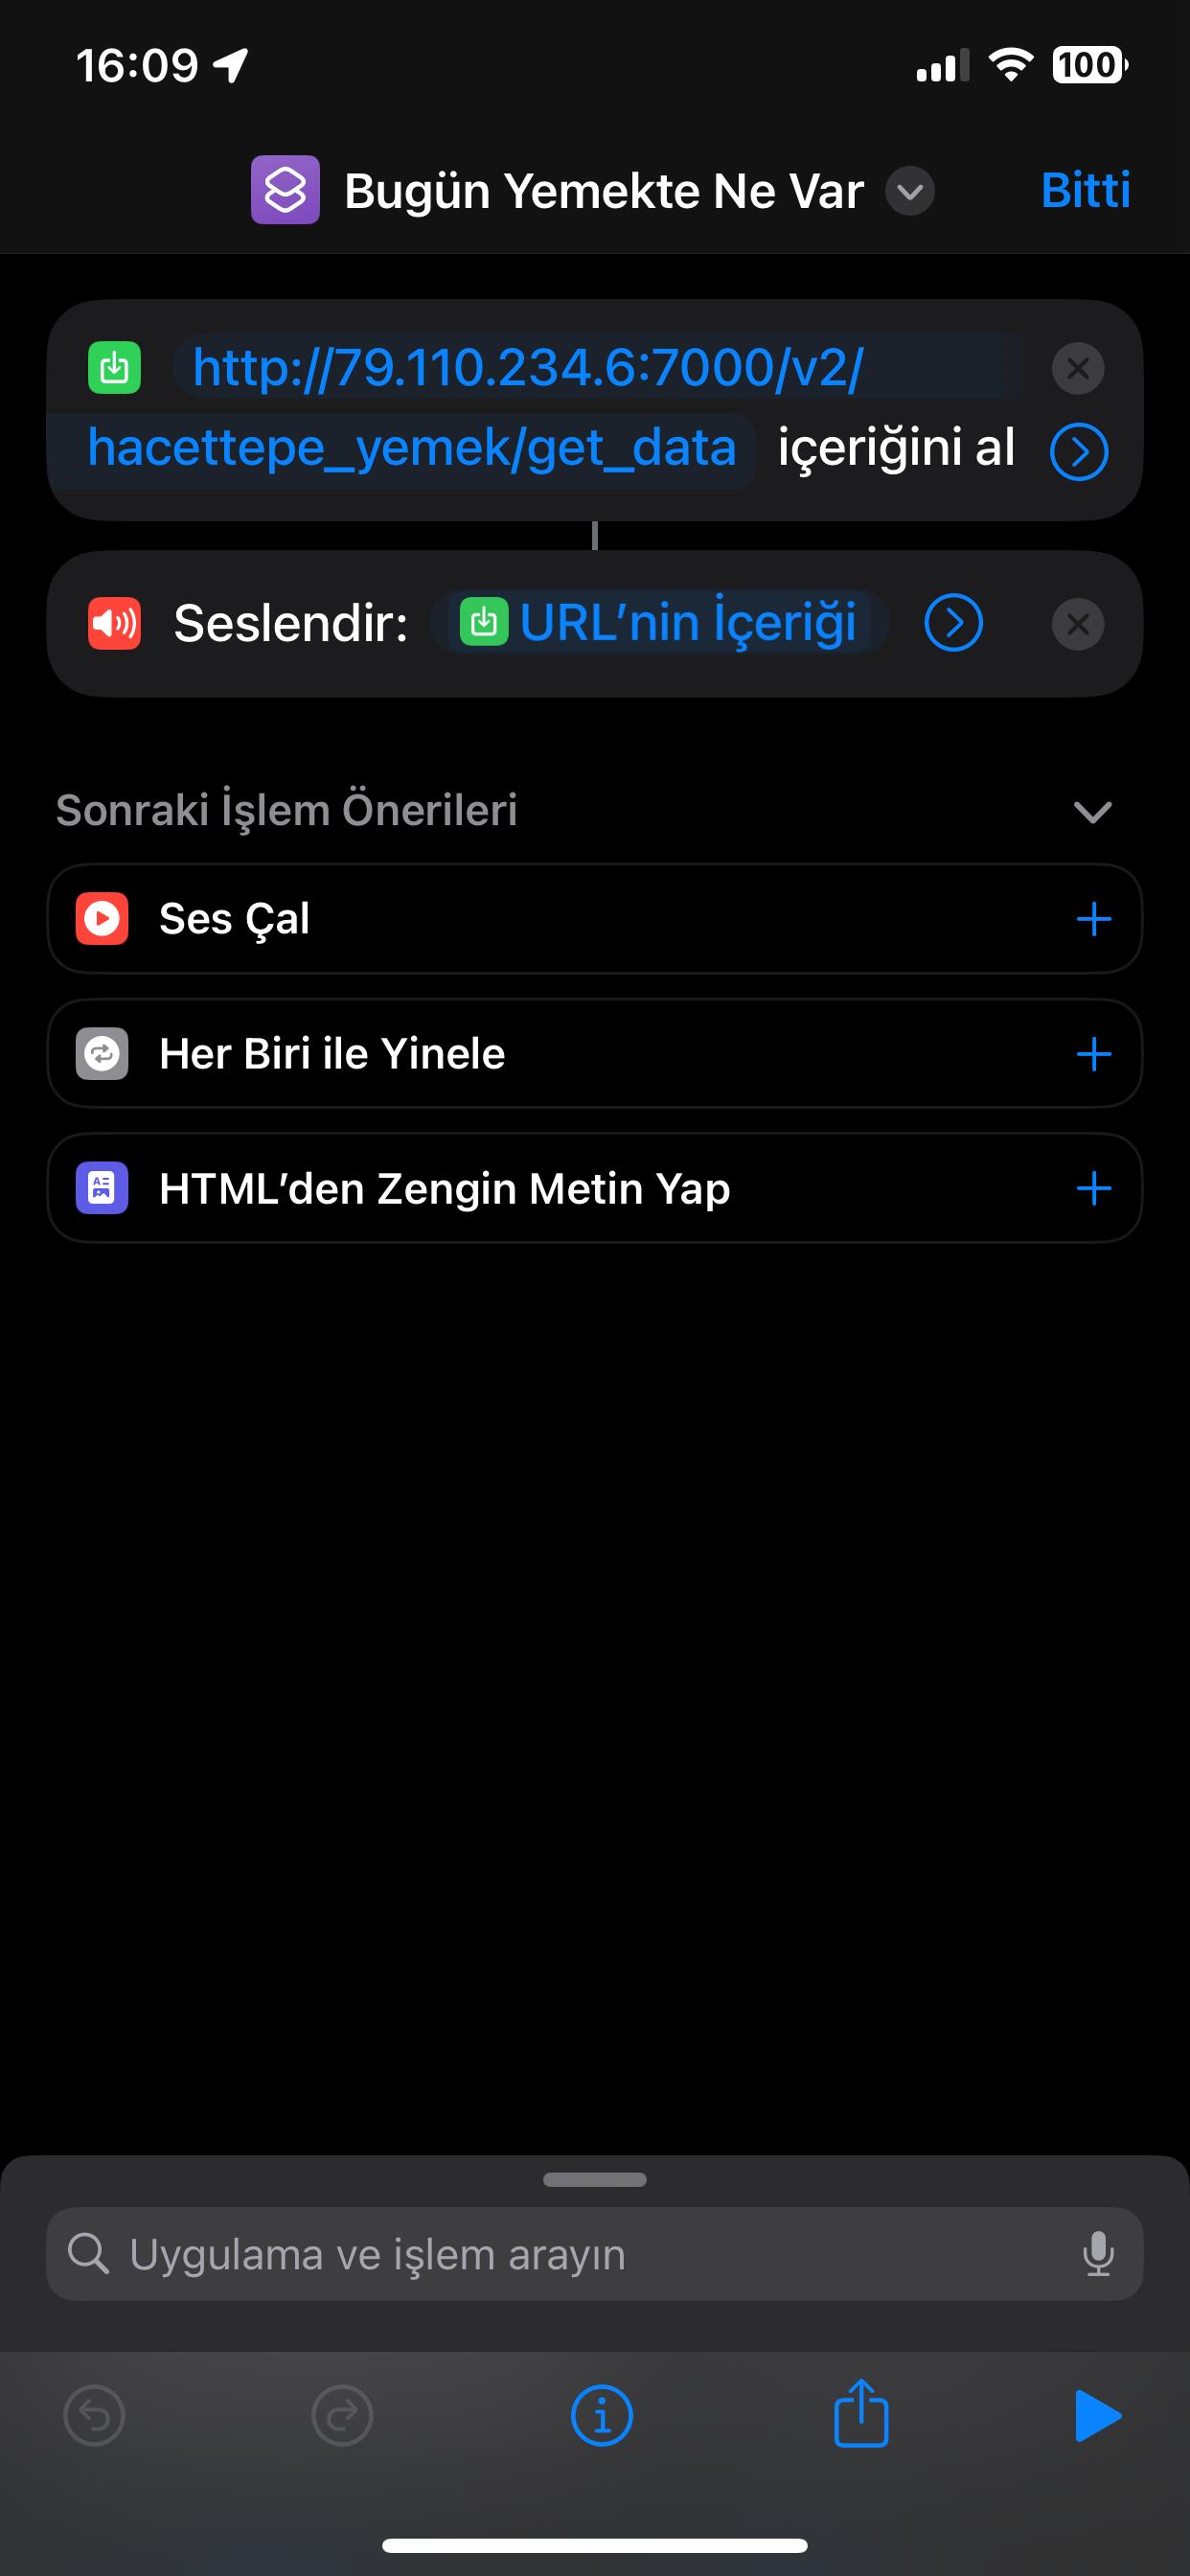 16:09
100
Bugün Yemekte Ne Var
Bitti
http://79.110.234.6:7000/v2/
hacettepe_yemek/get_data içeriğini al
Seslendir: URL’nin İçeriği
Sonraki İşlem Önerileri
Ses Çal
Her Biri ile Yinele
HTML’den Zengin Metin Yap
Uygulama ve işlem arayın